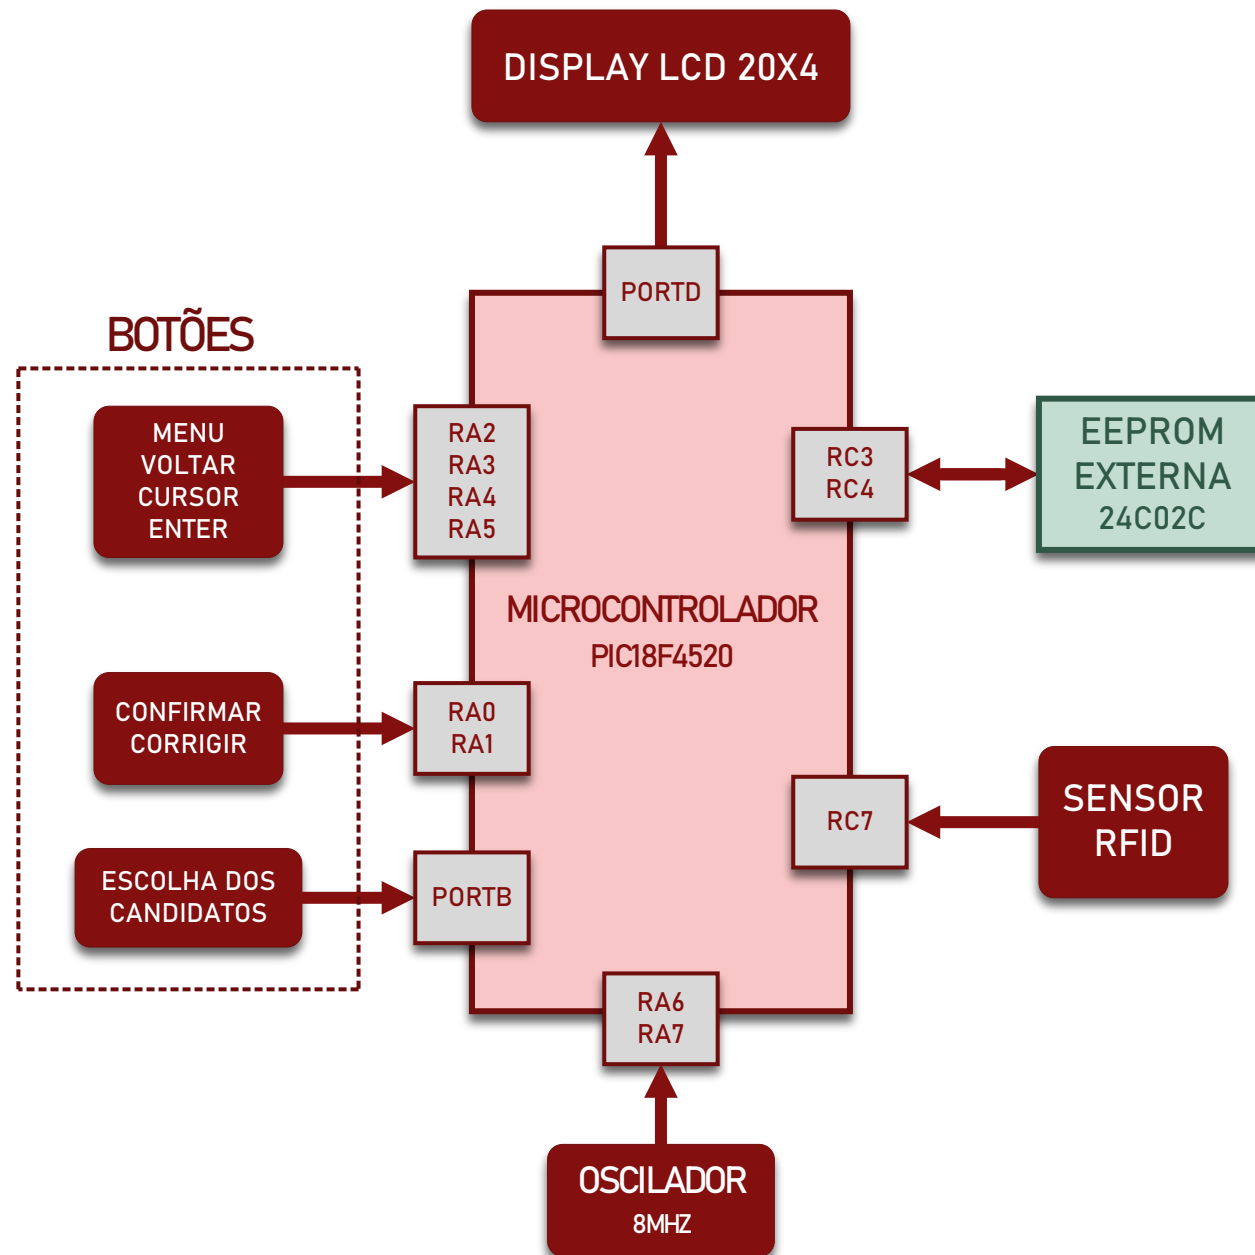 DISPLAY LCD 20X4
PORTD
BOTÕES
MENU
VOLTAR
CURSOR
ENTER
RA2
RA3
RA4
RA5
RC3
RC4
EEPROM
EXTERNA
24C02C
MICROCONTROLADOR
PIC18F4520
CONFIRMAR
CORRIGIR
RA0
RA1
RC7
SENSOR
RFID
ESCOLHA DOS
CANDIDATOS
PORTB
RA6
RA7
OSCILADOR
8MHZ